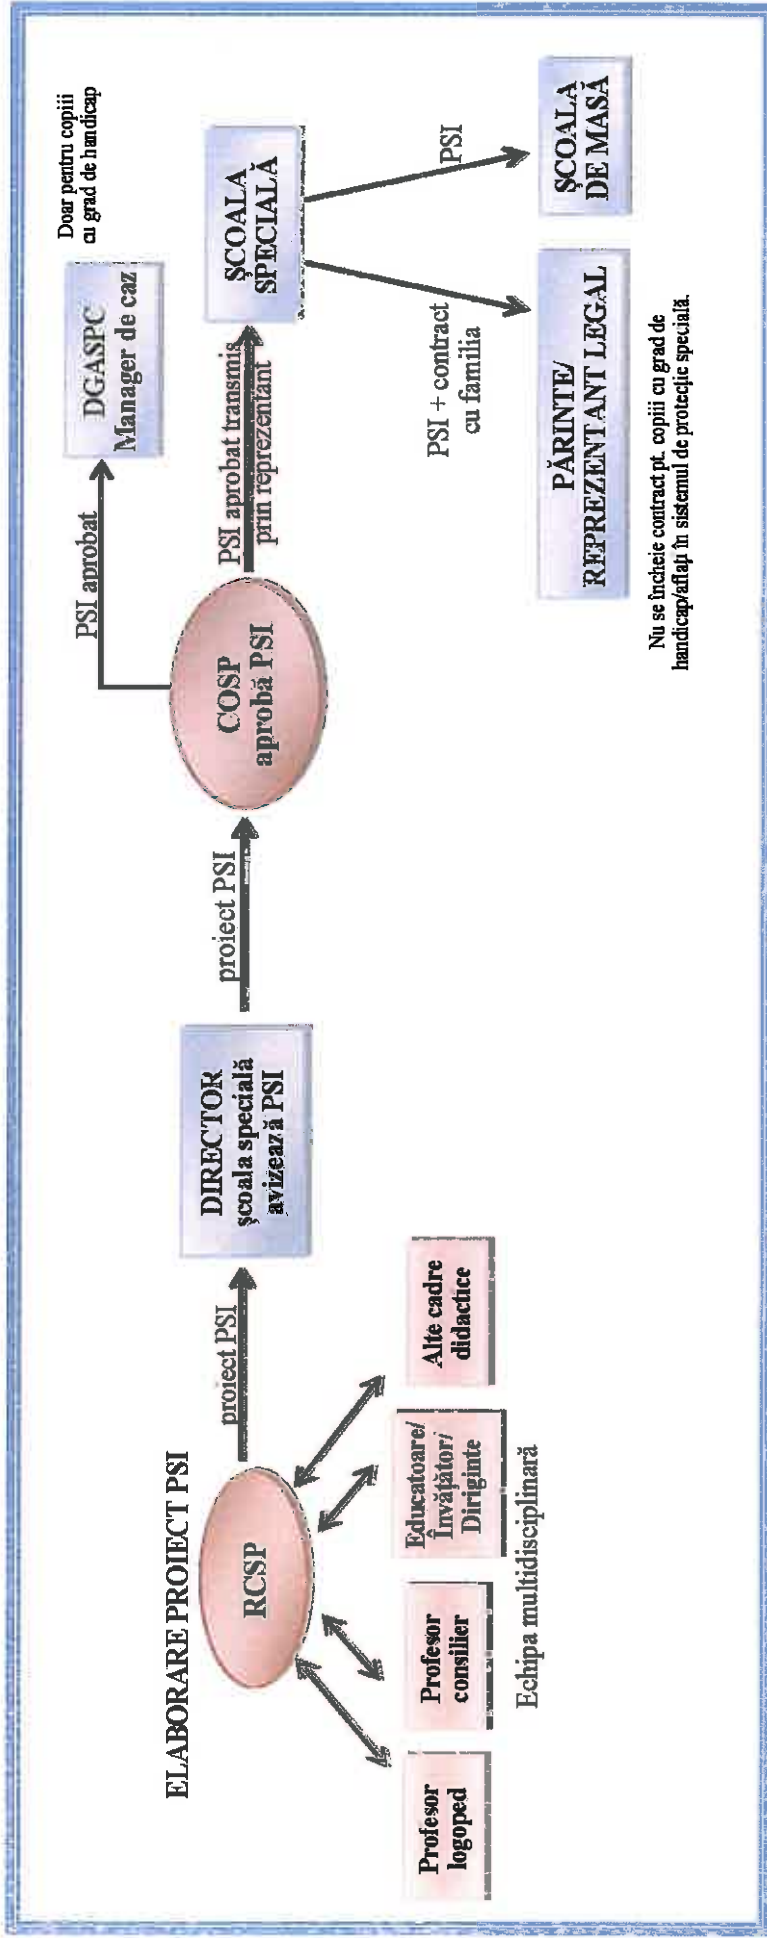 ELABORARE PROIECT PSI
RCSP
proiect PSI
Profesor
logoped
Profesor
consilier
Educatoare/
Învățător/
Diriginte
Alte cadre
didactice
Echipa multidisciplinară
DIRECTOR
școala specială
avizează PSI
proiect PSI
COSP
aprobă PSI
PSI aprobat
DGASPC
Manager de caz
Doar pentru copiii
cu grad de handicap
PSI aprobat transmis
prin reprezentant
ȘCOALA
SPECIALĂ
PSI + contract
cu familia
PSI
PĂRINTE/
REPREZENTANT LEGAL
ȘCOALA
DE MASĂ
Nu se încheie contract pt. copiii cu grad de
handicap/aflați în sistemul de protecție specială.